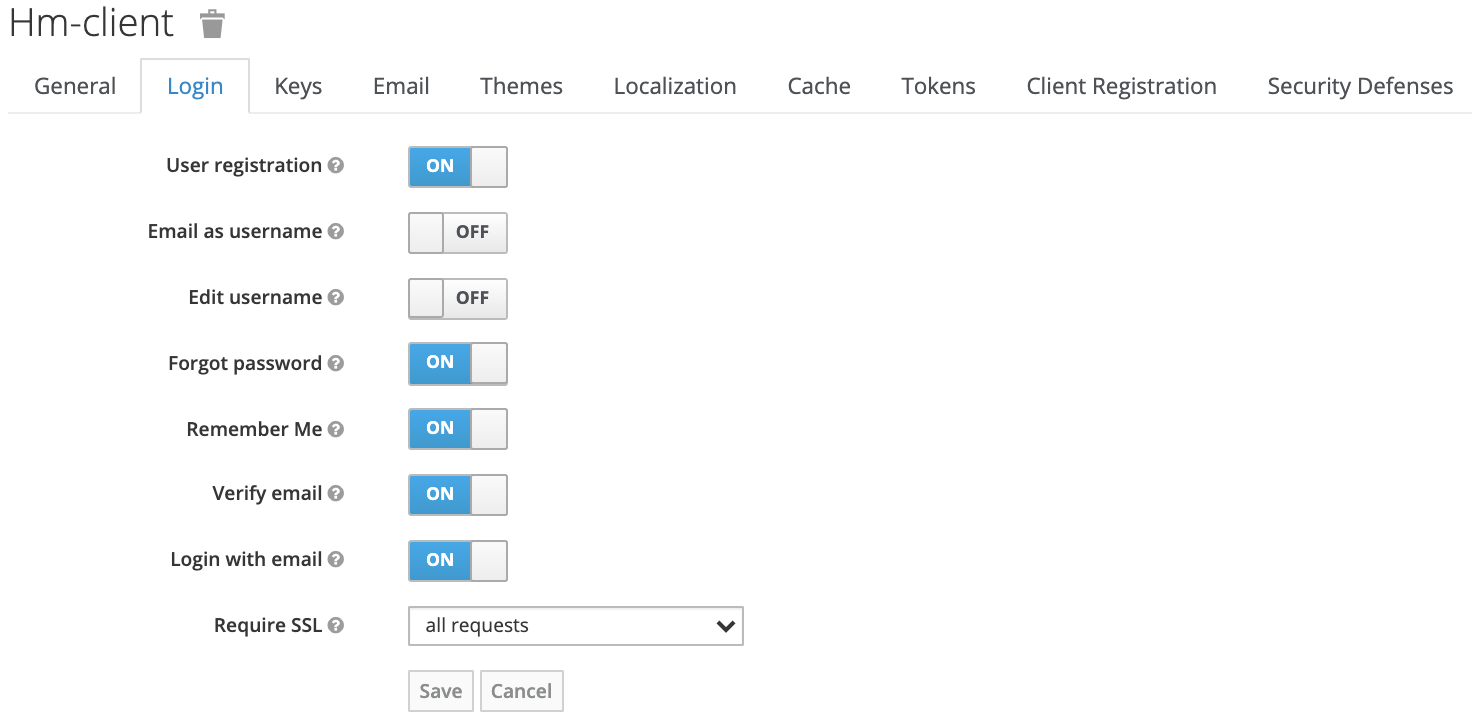 Hm-client
General Login Keys Email Themes Localization Cache Tokens Client Registration Security Defenses
User registration ? ON
Email as username ? OFF
Edit username ? OFF
Forgot password ? ON
Remember Me ? ON
Verify email ? ON
Login with email ? ON
Require SSL ? all requests
Save Cancel